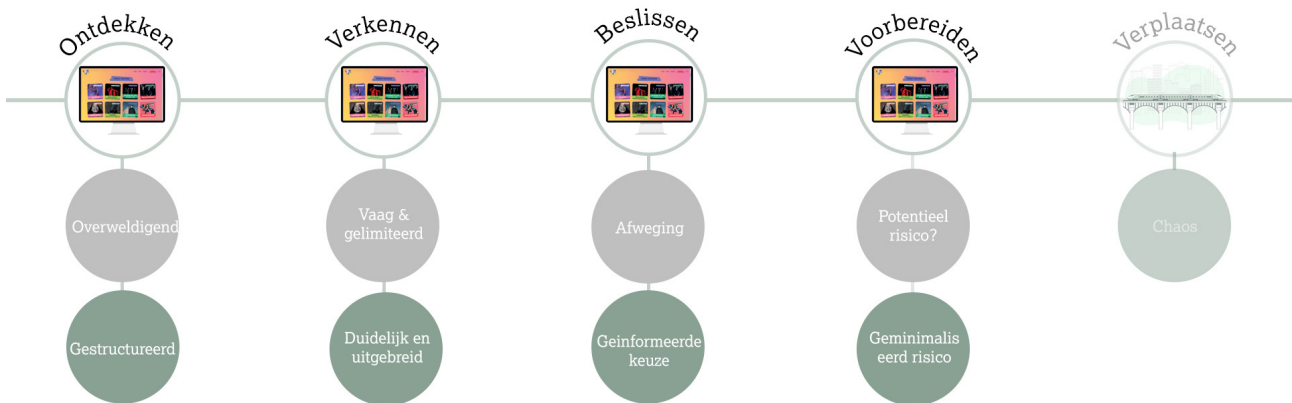 Ontdekken
Verkennen
Beslissen
Voorbereiden
Verplaatsen
Overweldigend
Vaag &
gelimiteerd
Afweging
Potentieel
risico?
Chaos
Gestructureerd
Duidelijk en
uitgebreid
Geinformeerde
keuze
Geminimalis
eerd risico